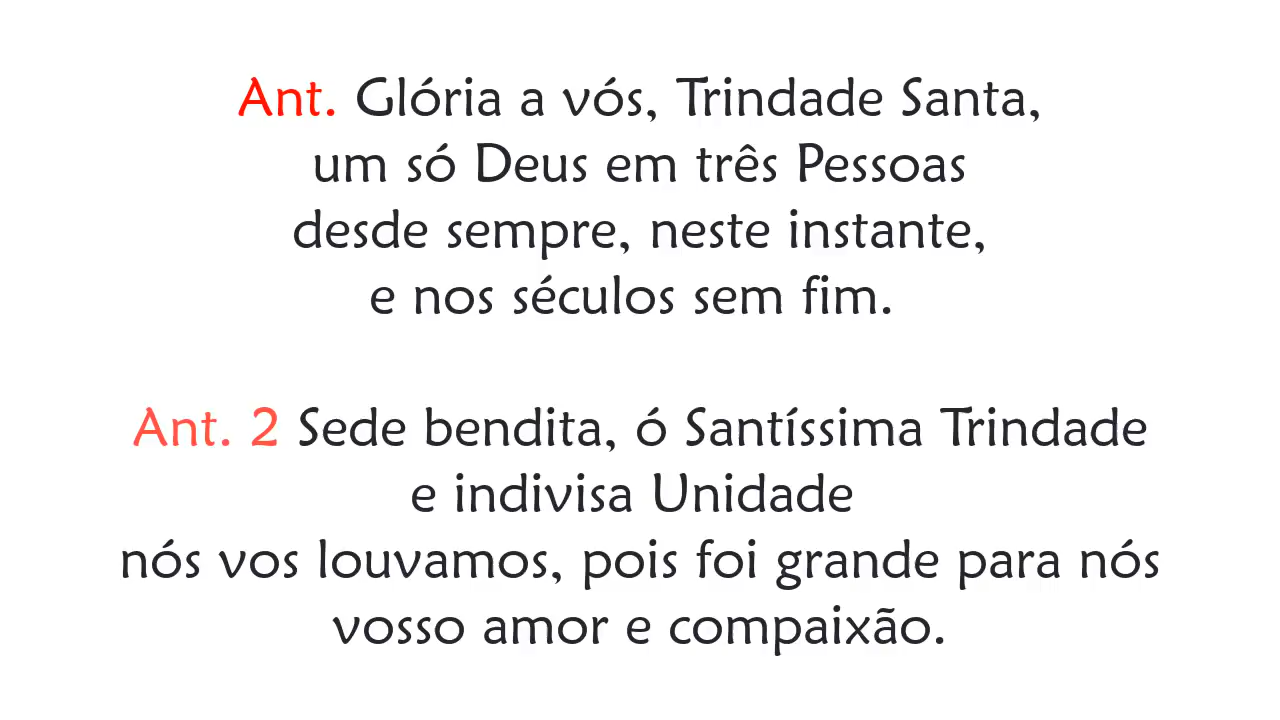 Ant. Glória a vós, Trindade Santa,
um só Deus em três Pessoas
desde sempre, neste instante,
e nos séculos sem fim.
Ant. 2 Sede bendita, ó Santíssima Trindade
e indivisa Unidade
nós vos louvamos, pois foi grande para nós
vosso amor e compaixão.